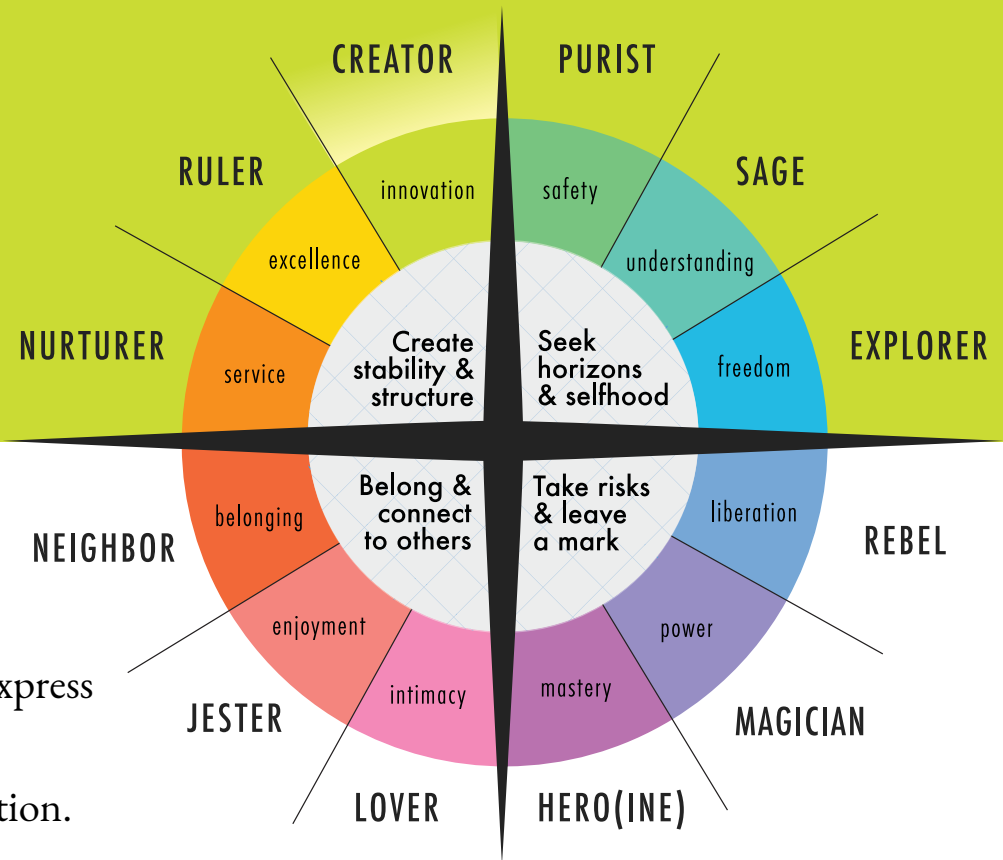 CREATOR
PURIST
RULER
SAGE
innovation
safety
excellence
understanding
NURTURER
EXPLORER
service
freedom
Create
stability &
structure
Seek
horizons
& selfhood
Belong &
connect
to others
Take risks
& leave
a mark
belonging
liberation
NEIGHBOR
REBEL
enjoyment
power
xpress
intimacy
mastery
JESTER
MAGICIAN
tion.
LOVER
HERO(INE)